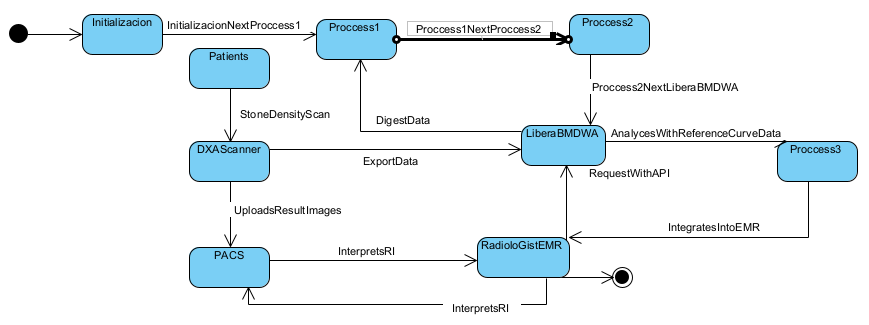 Initializacion
InitializacionNextProccess1
Proccess1
Proccess1NextProccess2
Proccess2
Patients
Proccess2NextLiberaBMDWA
StoneDensityScan
DigestData
LiberaBMDWA
AnalycesWithReferenceCurveData
DXAScanner
Proccess3
ExportData
RequestWithAPI
UploadsResultImages
IntegratesIntoEMR
RadioloGistEMR
PACS
InterpretsRI
InterpretsRI